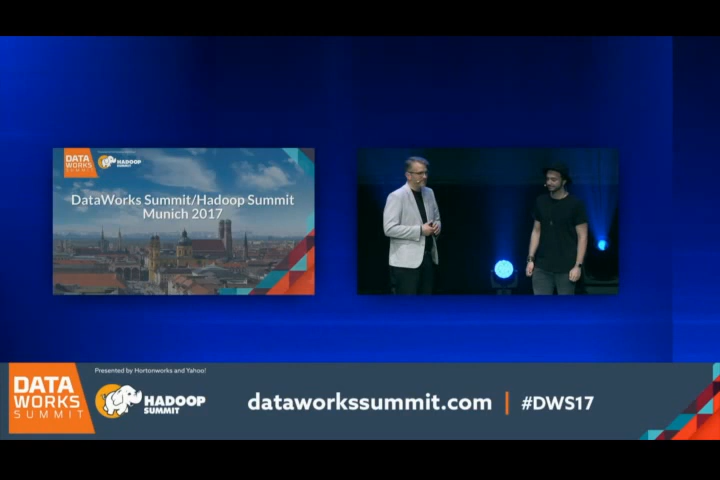 DATA
WORKS
SUMMIT
HADOOP
SUMMIT
DataWorks Summit/Hadoop Summit
Munich 2017
DATA
WORKS
SUMMIT
Presented by Hortonworks and Yahoo!
HADOOP
SUMMIT
dataworkssummit.com | #DWS17